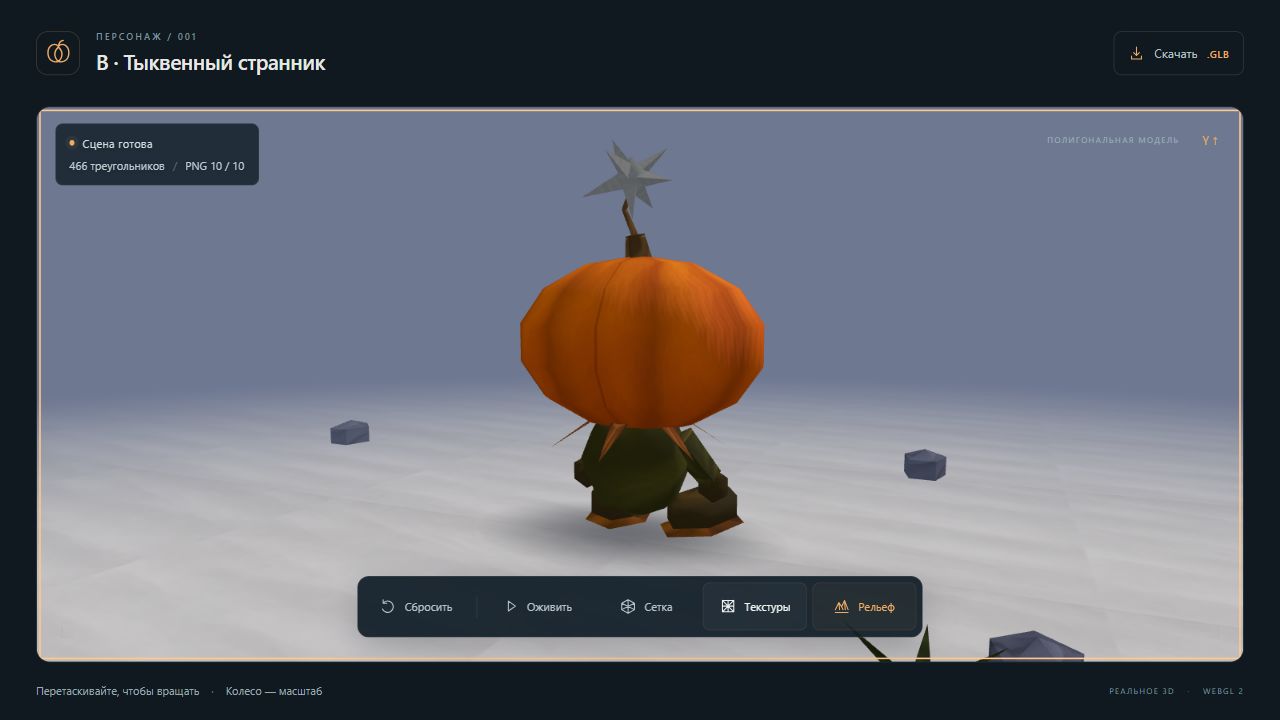 ПЕРСОНАЖ / 001
В · Тыквенный странник
Скачать .GLB
Сцена готова
466 треугольников / PNG 10 / 10
ПОЛИГОНАЛЬНАЯ МОДЕЛЬ Y ↑
Сбросить Оживить Сетка Текстуры Рельеф
Перетаскивайте, чтобы вращать · Колесо — масштаб
РЕАЛЬНОЕ 3D · WEBGL 2